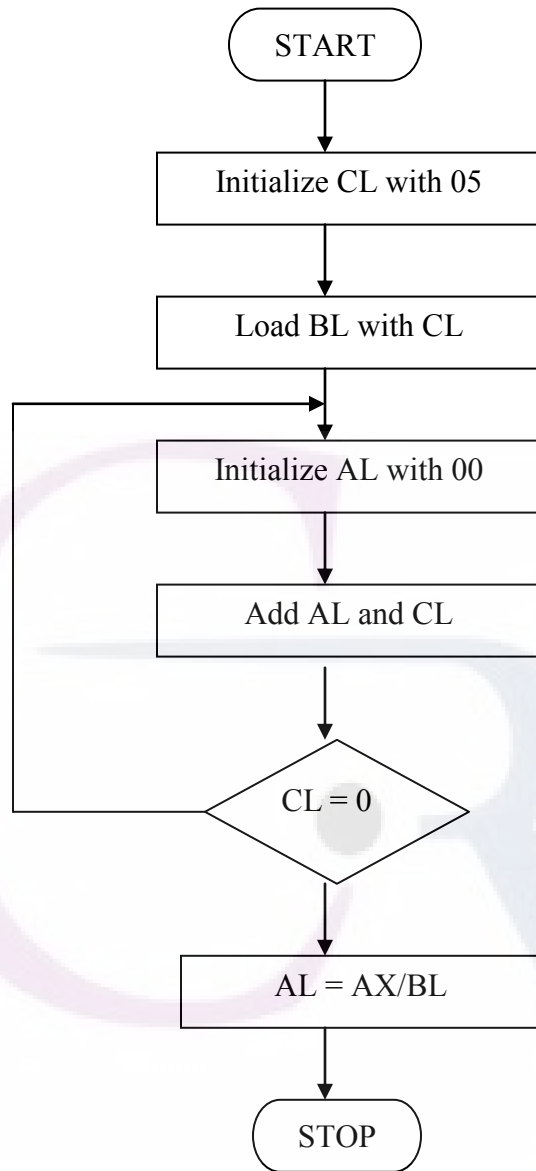 START
Initialize CL with 05
Load BL with CL
Initialize AL with 00
Add AL and CL
CL = 0
AL = AX/BL
STOP